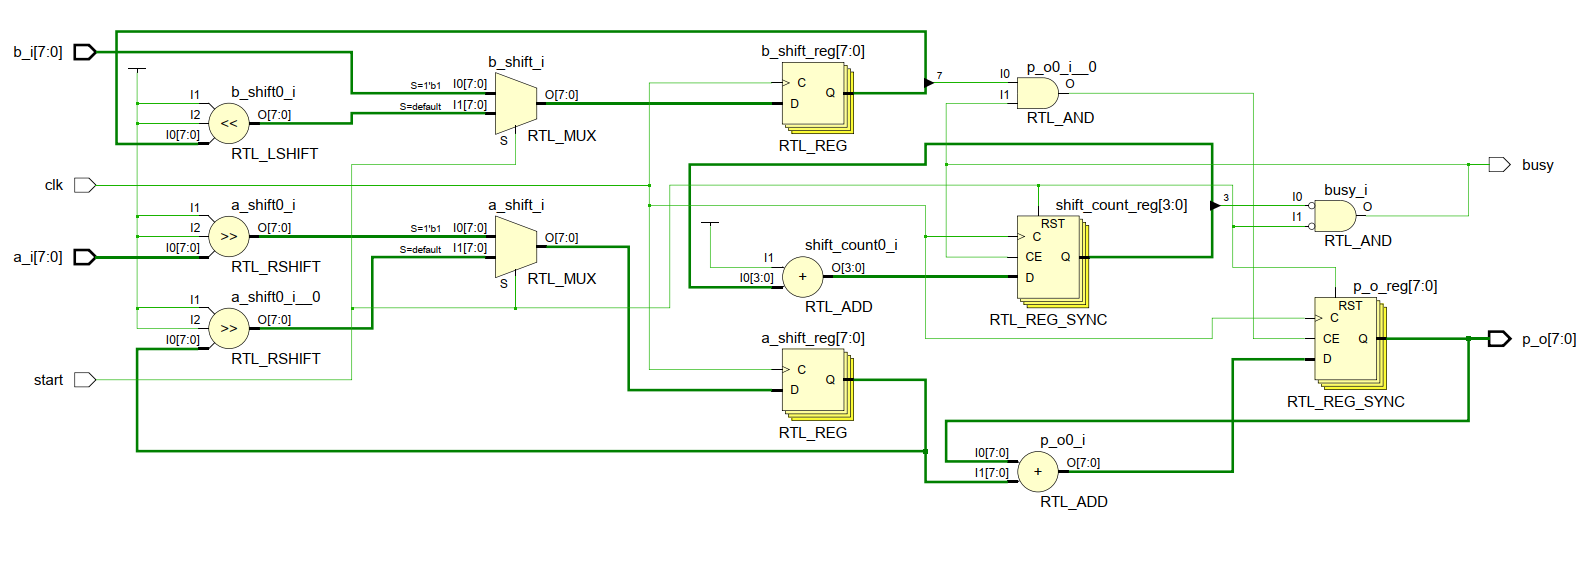 b_i[7:0]
b_shift_i
b_shift_reg[7:0]
p_o0_i__0
S=1'b1 I0[7:0]
S=default I1[7:0]
O[7:0]
S
RTL_MUX
b_shift0_i
I1
I2
I0[7:0]
<<
O[7:0]
RTL_LSHIFT
C
D
Q
RTL_REG
7
I0
I1
O
RTL_AND
busy
clk
a_shift0_i
I1
I2
I0[7:0]
>>
O[7:0]
RTL_RSHIFT
a_i[7:0]
a_shift_i
S=1'b1 I0[7:0]
S=default I1[7:0]
O[7:0]
S
RTL_MUX
shift_count_reg[3:0]
RST
C
CE
D
Q
RTL_REG_SYNC
3
busy_i
I0
I1
O
RTL_AND
shift_count0_i
I1
I0[3:0]
+
O[3:0]
RTL_ADD
a_shift0_i__0
I1
I2
I0[7:0]
>>
O[7:0]
RTL_RSHIFT
p_o_reg[7:0]
RST
C
CE
D
Q
RTL_REG_SYNC
p_o[7:0]
start
a_shift_reg[7:0]
C
D
Q
RTL_REG
p_o0_i
I0[7:0]
I1[7:0]
+
O[7:0]
RTL_ADD